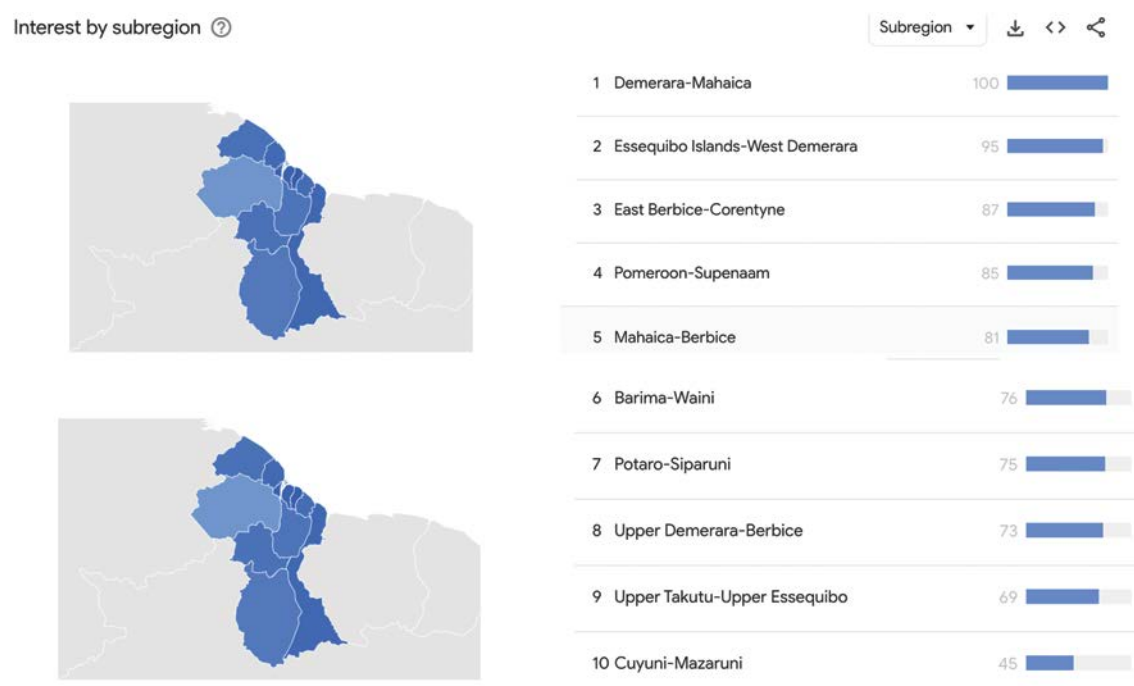 Interest by subregion ?
Subregion
1 Demerara-Mahaica 100
2 Essequibo Islands-West Demerara 95
3 East Berbice-Corentyne 87
4 Pomeroon-Supenaam 85
5 Mahaica-Berbice 81
6 Barima-Waini 76
7 Potaro-Siparuni 75
8 Upper Demerara-Berbice 73
9 Upper Takutu-Upper Essequibo 69
10 Cuyuni-Mazaruni 45